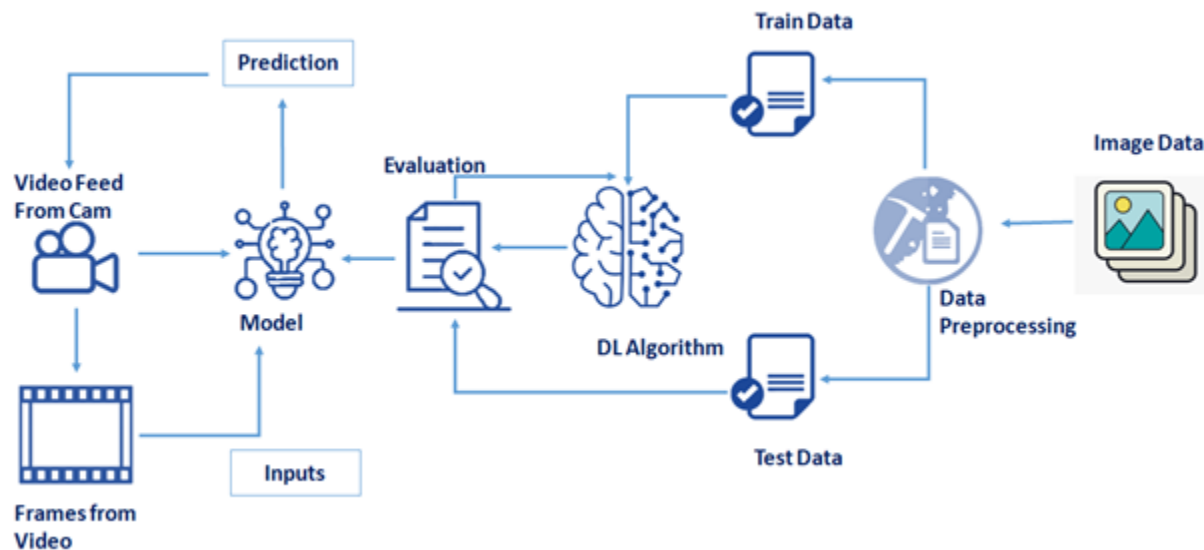 Train Data
Prediction
Image Data
Evaluation
Video Feed
From Cam
Data
Preprocessing
Model
DL Algorithm
Test Data
Inputs
Frames from
Video